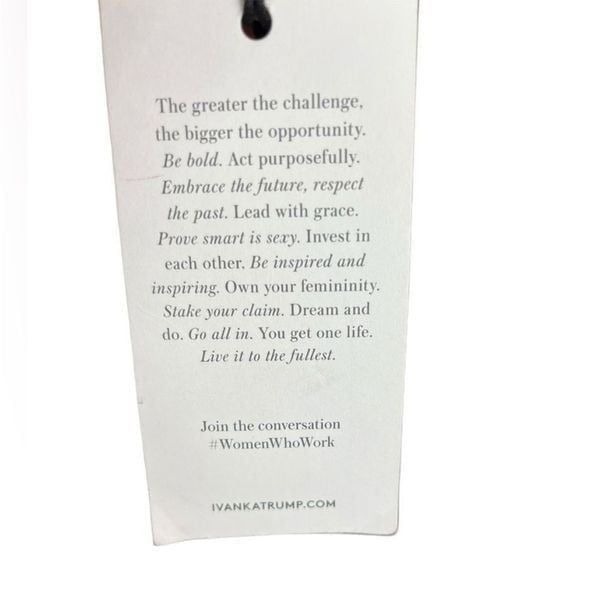 The greater the challenge,
the bigger the opportunity.
Be bold. Act purposefully.
Embrace the future, respect
the past. Lead with grace.
Prove smart is sexy. Invest in
each other. Be inspired and
inspiring. Own your femininity.
Stake your claim. Dream and
do. Go all in. You get one life.
Live it to the fullest.
Join the conversation
#WomenWhoWork
IVANKATRUMP.COM